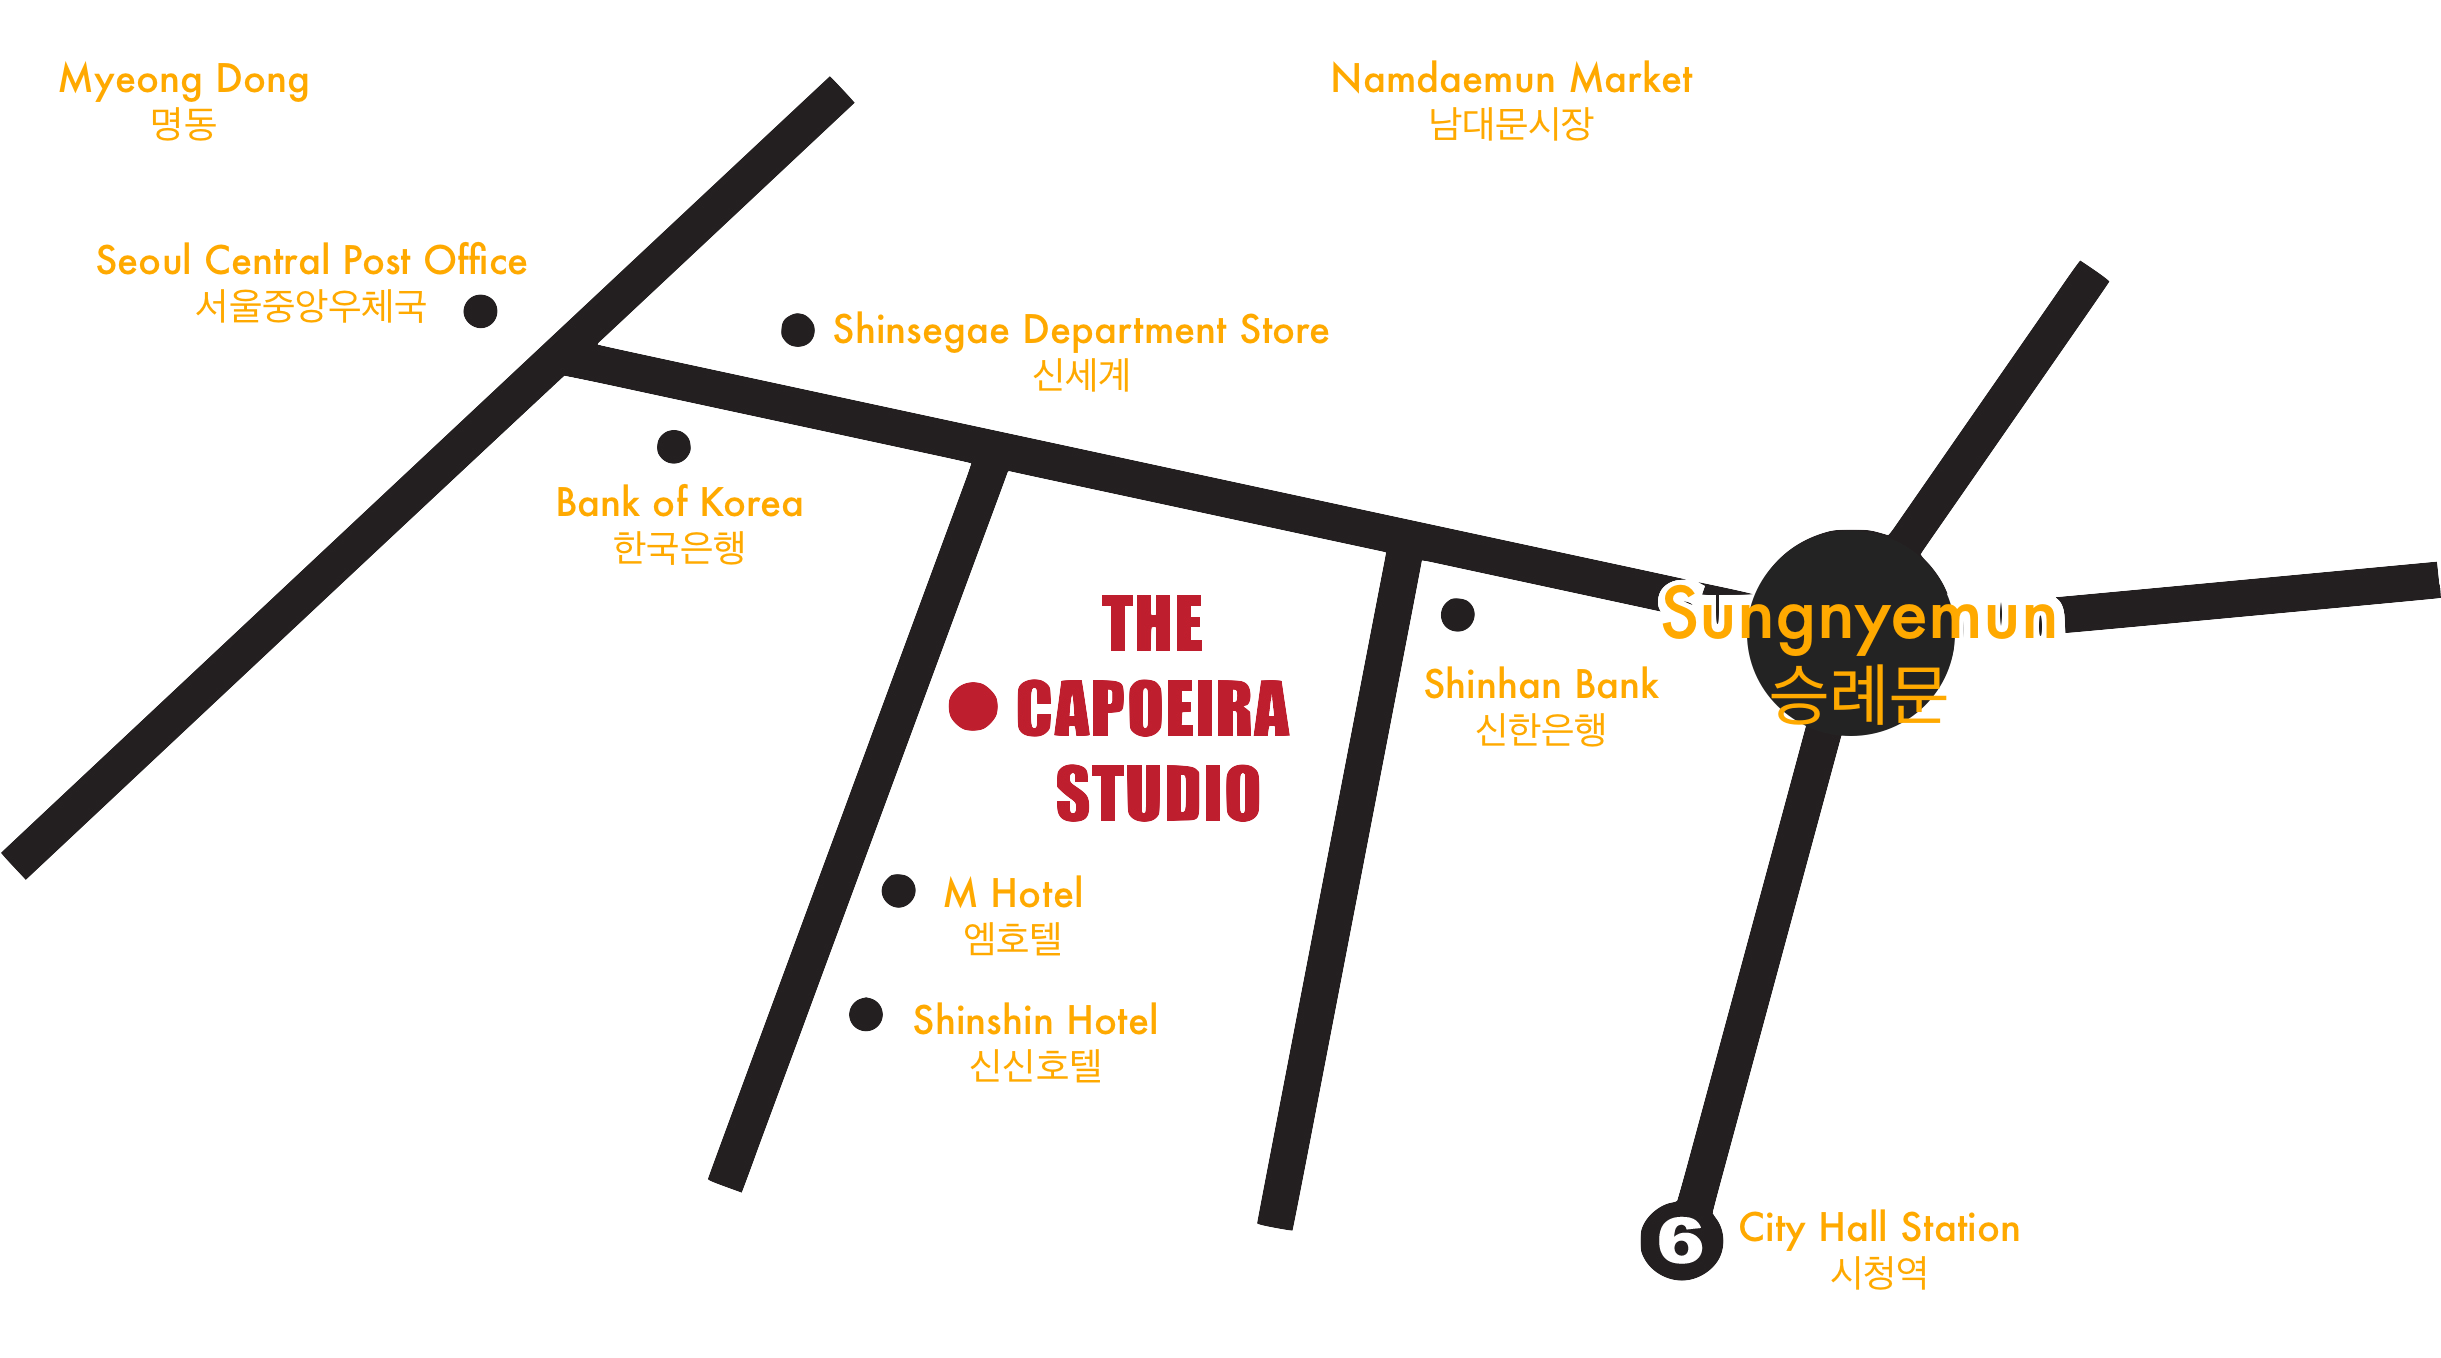 Myeong Dong
명동
Namdaemun Market
남대문시장
Seoul Central Post Office
서울중앙우체국
Shinsegae Department Store
신세계
Bank of Korea
한국은행
THE
CAPOEIRA
STUDIO
Sungnyemun
숭례문
Shinhan Bank
신한은행
M Hotel
엠호텔
Shinshin Hotel
신신호텔
6
City Hall Station
시청역